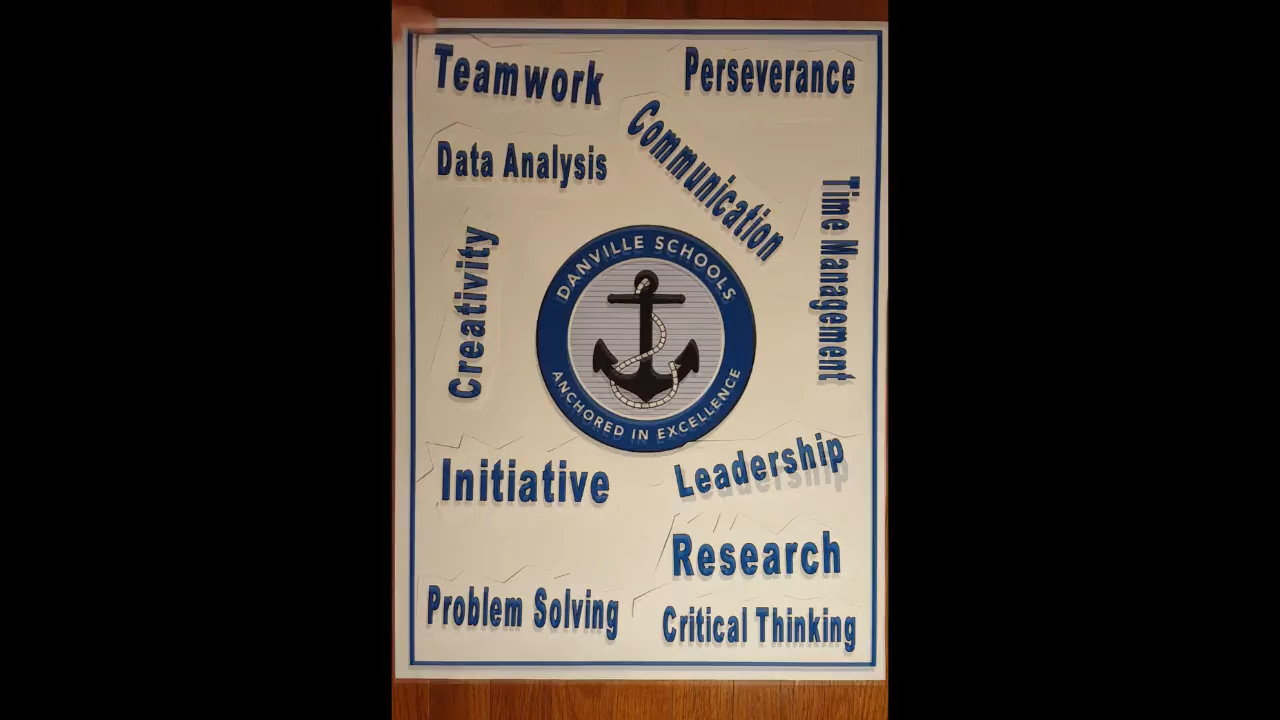 Teamwork
Perseverance
Communication
Data Analysis
Time Management
Creativity
DANVILLE SCHOOLS
ANCHORED IN EXCELLENCE
Initiative
Leadership
Research
Problem Solving
Critical Thinking